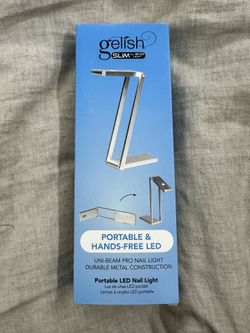 gelish
SLIM
PORTABLE &
HANDS-FREE LED
UNI-BEAM PRO NAIL LIGHT
DURABLE METAL CONSTRUCTION
Portable LED Nail Light
Luz de uñas LED portátil
Lampe à ongles LED portable